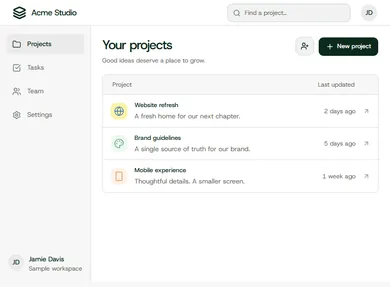 Acme Studio
Find a project...
JD
Projects
Tasks
Team
Settings
Your projects
Good ideas deserve a place to grow.
New project
Project
Last updated
Website refresh
A fresh home for our next chapter.
2 days ago
Brand guidelines
A single source of truth for our brand.
5 days ago
Mobile experience
Thoughtful details. A smaller screen.
1 week ago
JD
Jamie Davis
Sample workspace